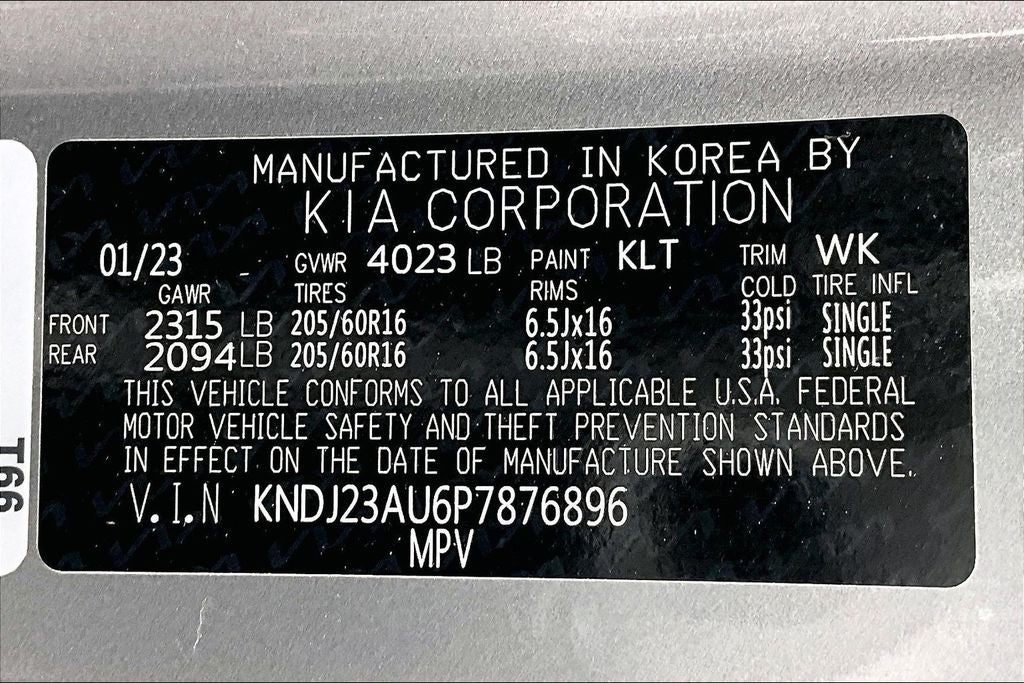 MANUFACTURED IN KOREA BY
KIA CORPORATION
01/23 GVWR 4023 LB PAINT KLT TRIM WK
GAWR TIRES RIMS COLD TIRE INFL
FRONT 2315 LB 205/60R16 6.5Jx16 33psi SINGLE
REAR 2094 LB 205/60R16 6.5Jx16 33psi SINGLE
THIS VEHICLE CONFORMS TO ALL APPLICABLE U.S.A. FEDERAL
MOTOR VEHICLE SAFETY AND THEFT PREVENTION STANDARDS
IN EFFECT ON THE DATE OF MANUFACTURE SHOWN ABOVE.
V.I.N KNDJ23AU6P7876896
MPV
T66